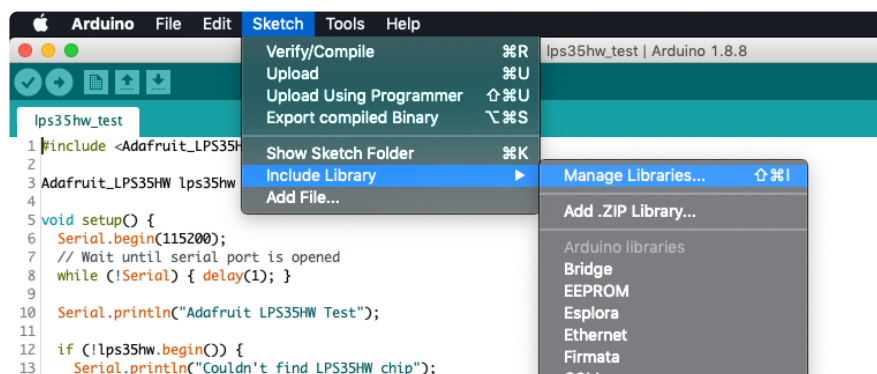 Arduino File Edit Sketch Tools Help
lps35hw_test | Arduino 1.8.8
Verify/Compile ⌘R
Upload ⌘U
Upload Using Programmer ⇧⌘U
Export compiled Binary ⌥⌘S
Show Sketch Folder ⌘K
Include Library ▶
Add File...
Manage Libraries... ⇧⌘I
Add .ZIP Library...
Arduino libraries
Bridge
EEPROM
Esplora
Ethernet
Firmata
lps35hw_test
1 #include <Adafruit_LPS35H
2
3 Adafruit_LPS35HW lps35hw
4
5 void setup() {
6 Serial.begin(115200);
7 // Wait until serial port is opened
8 while (!Serial) { delay(1); }
9
10 Serial.println("Adafruit LPS35HW Test");
11
12 if (!lps35hw.begin()) {
13 Serial.println("Couldn't find LPS35HW chip");